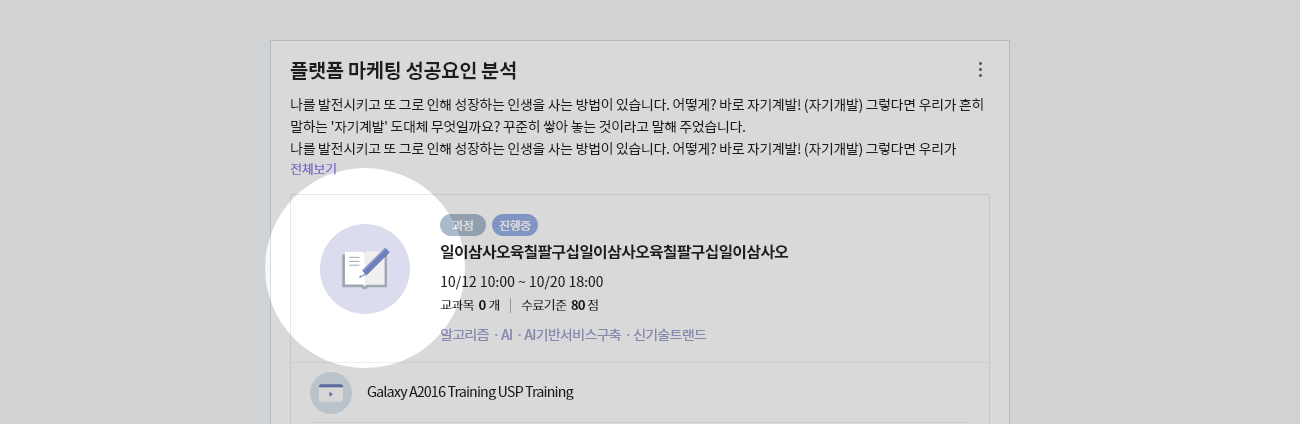 플랫폼 마케팅 성공요인 분석
나를 발전시키고 또 그로 인해 성장하는 인생을 사는 방법이 있습니다. 어떻게? 바로 자기계발! (자기개발) 그렇다면 우리가 흔히
말하는 '자기계발' 도대체 무엇일까요? 꾸준히 쌓아 놓는 것이라고 말해 주었습니다.
나를 발전시키고 또 그로 인해 성장하는 인생을 사는 방법이 있습니다. 어떻게? 바로 자기계발! (자기개발) 그렇다면 우리가
전체보기
과정 진행중
일이삼사오육칠팔구십일이삼사오육칠팔구십일이삼사오
10/12 10:00 ~ 10/20 18:00
교과목 0 개 | 수료기준 80 점
알고리즘 · AI · AI기반서비스구축 · 신기술트랜드
Galaxy A2016 Training USP Training